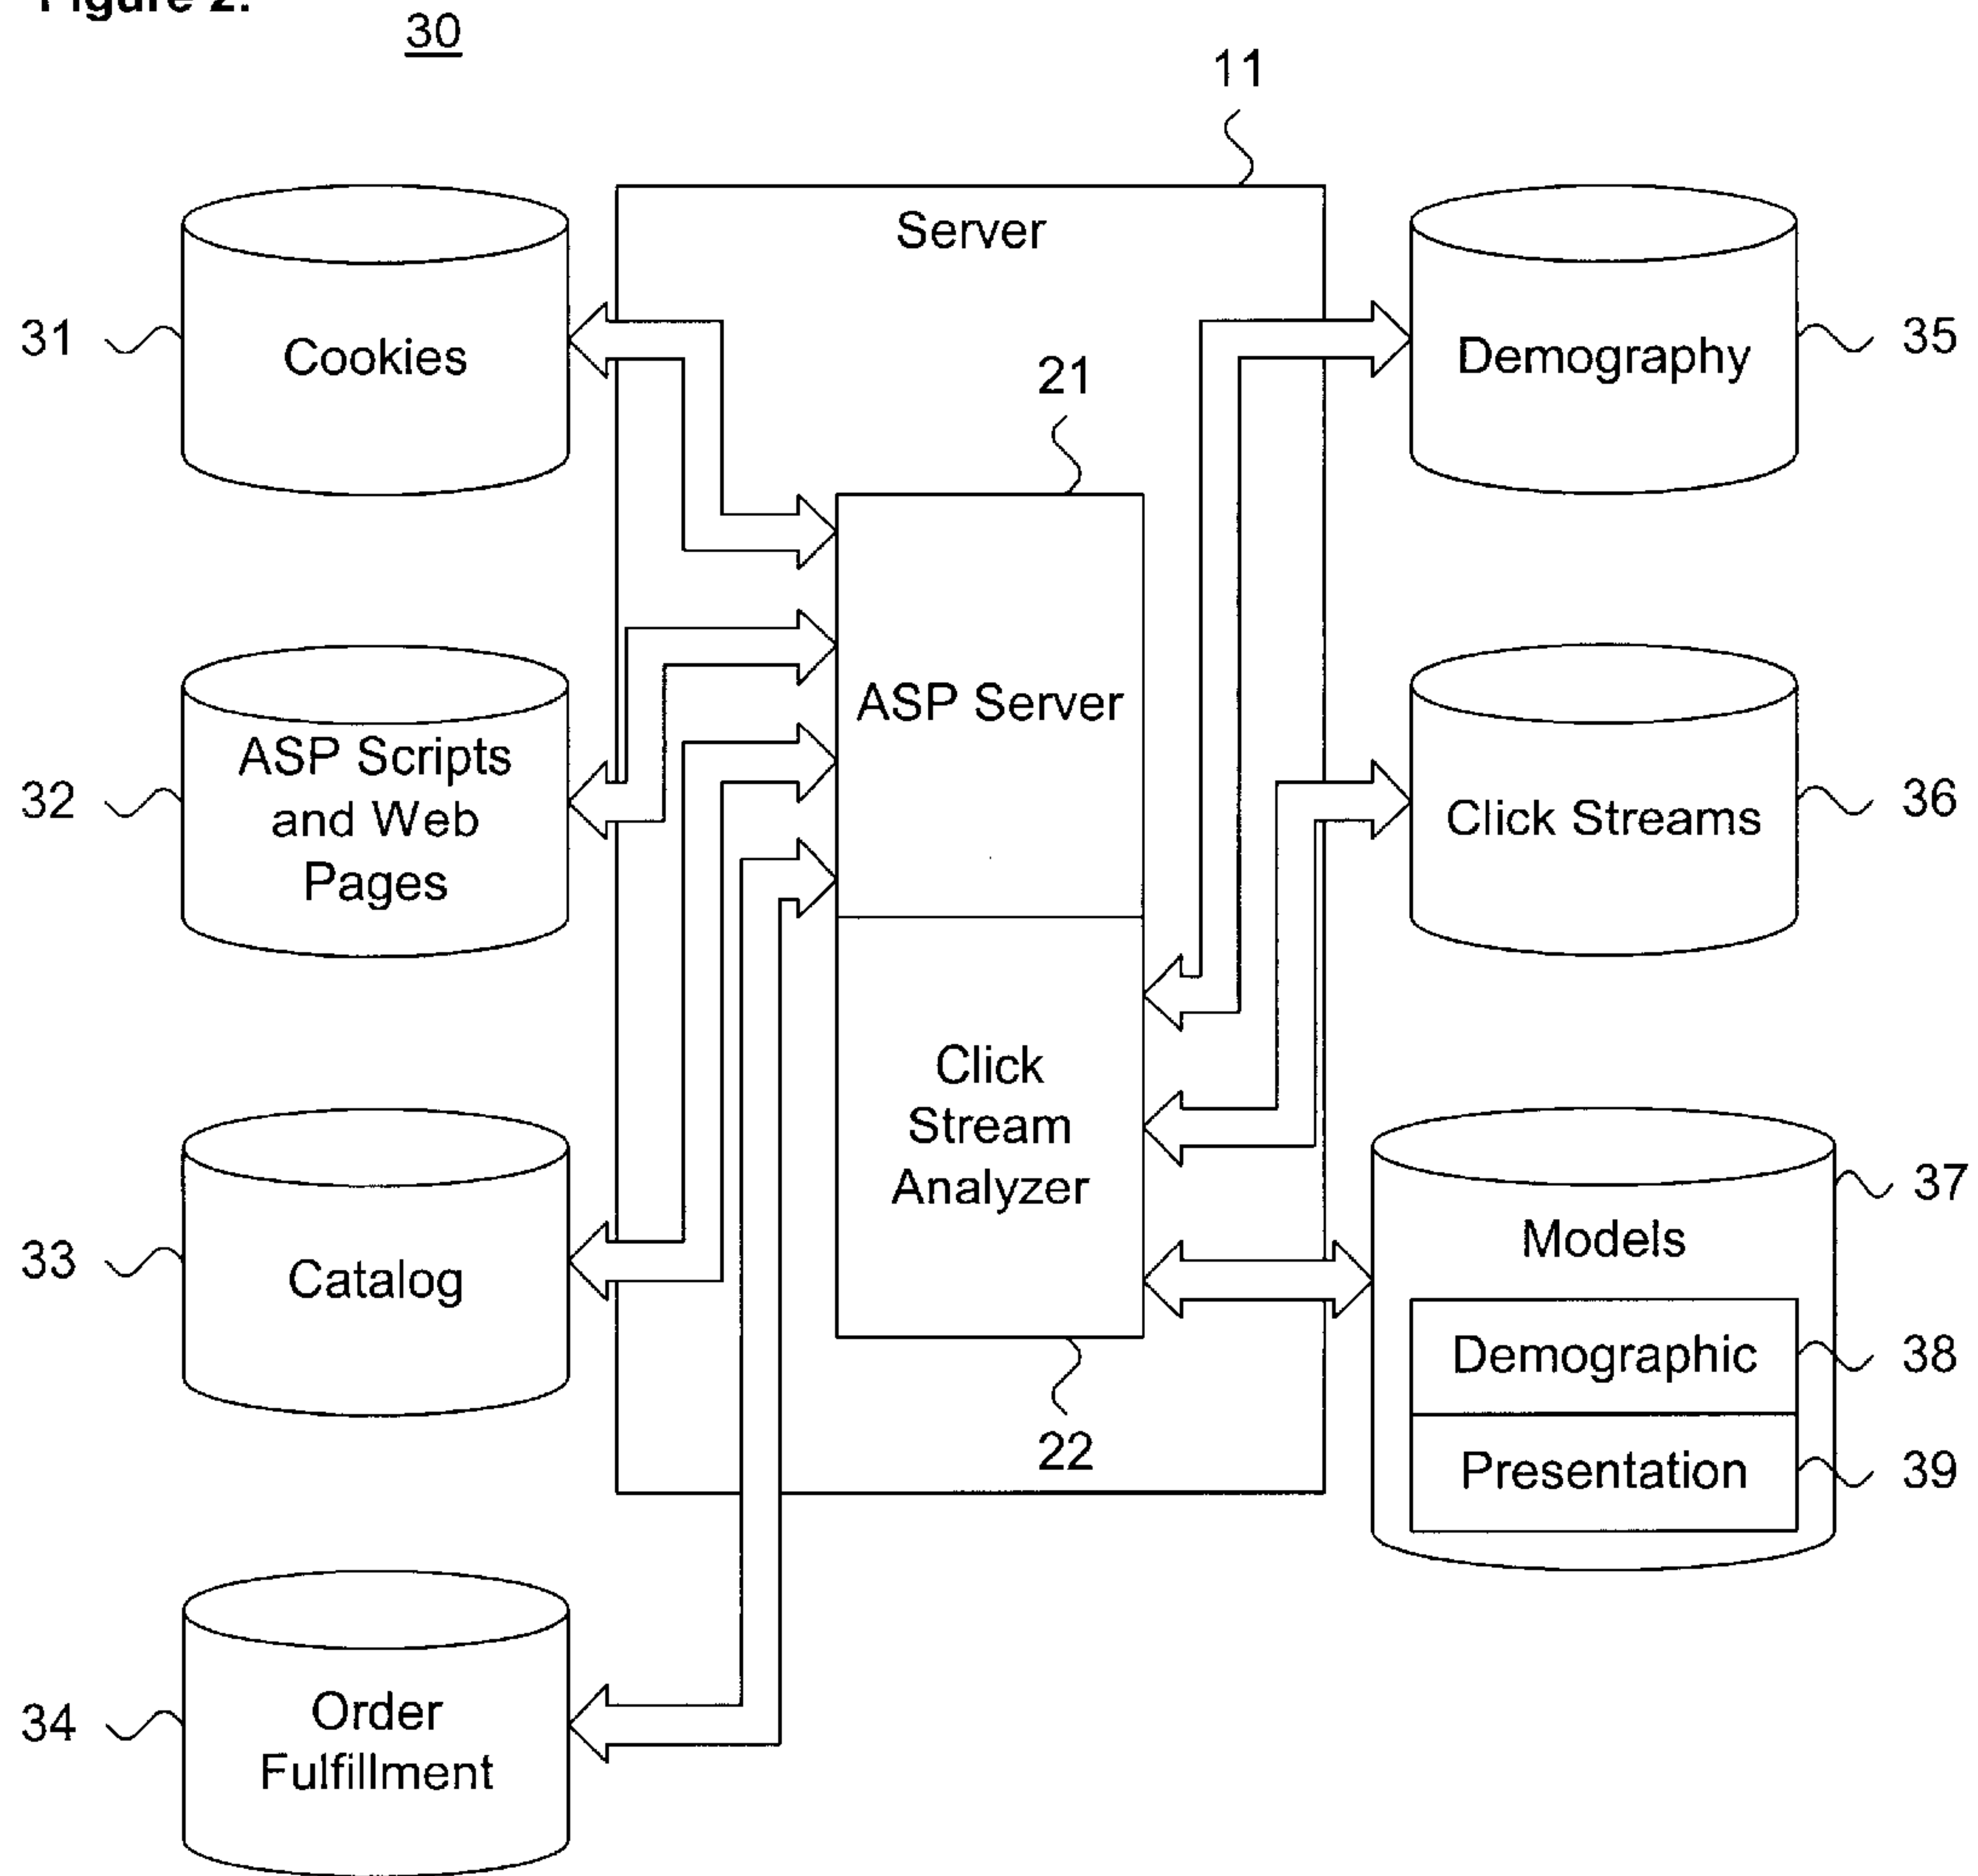 Figure 2.
30
11
Server
31
Cookies
Demography
35
21
ASP Server
32
ASP Scripts
and Web
Pages
Click Streams
36
Click
Stream
Analyzer
33
Catalog
37
Models
Demographic
38
Presentation
39
22
34
Order
Fulfillment